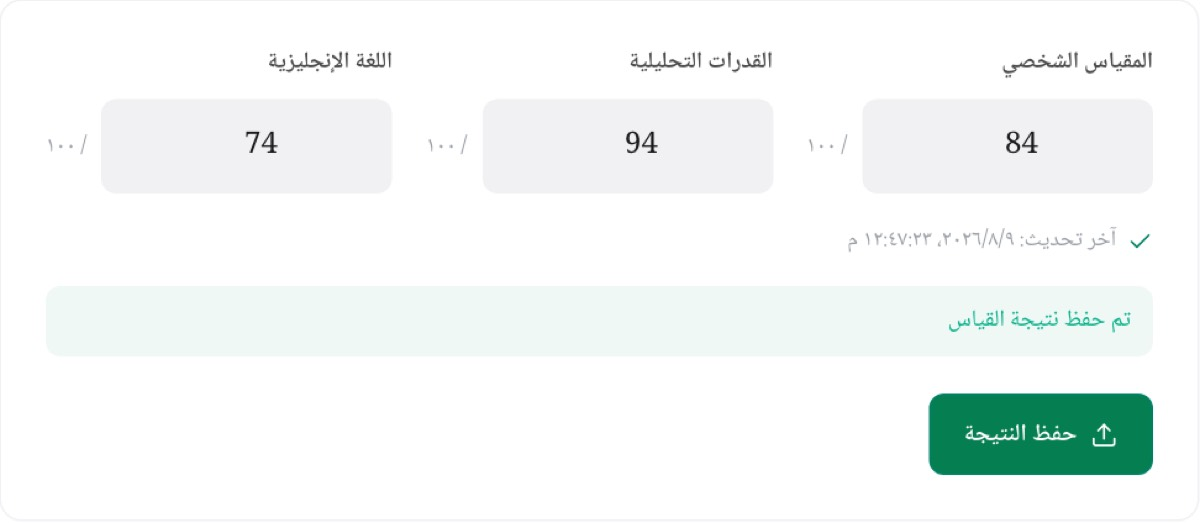 المقياس الشخصي
القدرات التحليلية
اللغة الإنجليزية
84 / ١٠٠
94 / ١٠٠
74 / ١٠٠
آخر تحديث: ٢٠٢٦/٨/٩، ١٢:٤٧:٢٣ م
تم حفظ نتيجة القياس
حفظ النتيجة